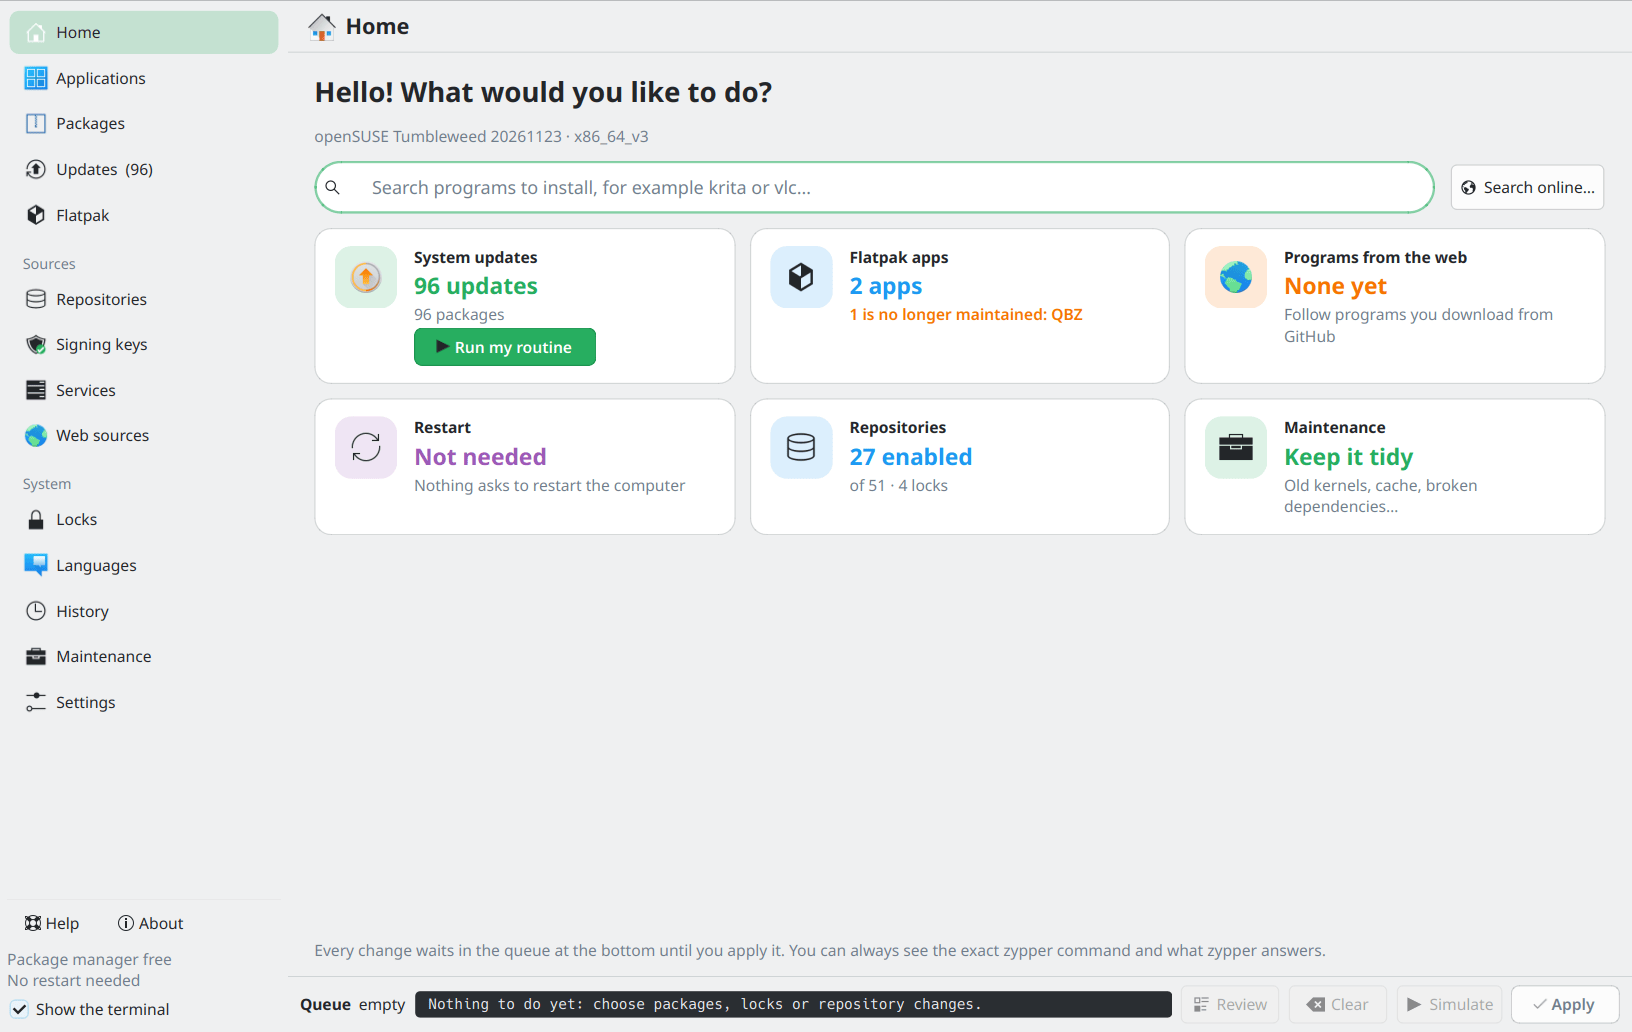 Home
Applications
Packages
Updates (96)
Flatpak
Sources
Repositories
Signing keys
Services
Web sources
System
Locks
Languages
History
Maintenance
Settings
Help
About
Package manager free
No restart needed
Show the terminal
Home
Hello! What would you like to do?
openSUSE Tumbleweed 20261123 · x86_64_v3
Search programs to install, for example krita or vlc...
Search online...
System updates
96 updates
96 packages
Run my routine
Flatpak apps
2 apps
1 is no longer maintained: QBZ
Programs from the web
None yet
Follow programs you download from
GitHub
Restart
Not needed
Nothing asks to restart the computer
Repositories
27 enabled
of 51 · 4 locks
Maintenance
Keep it tidy
Old kernels, cache, broken
dependencies...
Every change waits in the queue at the bottom until you apply it. You can always see the exact zypper command and what zypper answers.
Queue empty
Nothing to do yet: choose packages, locks or repository changes.
Review
Clear
Simulate
Apply